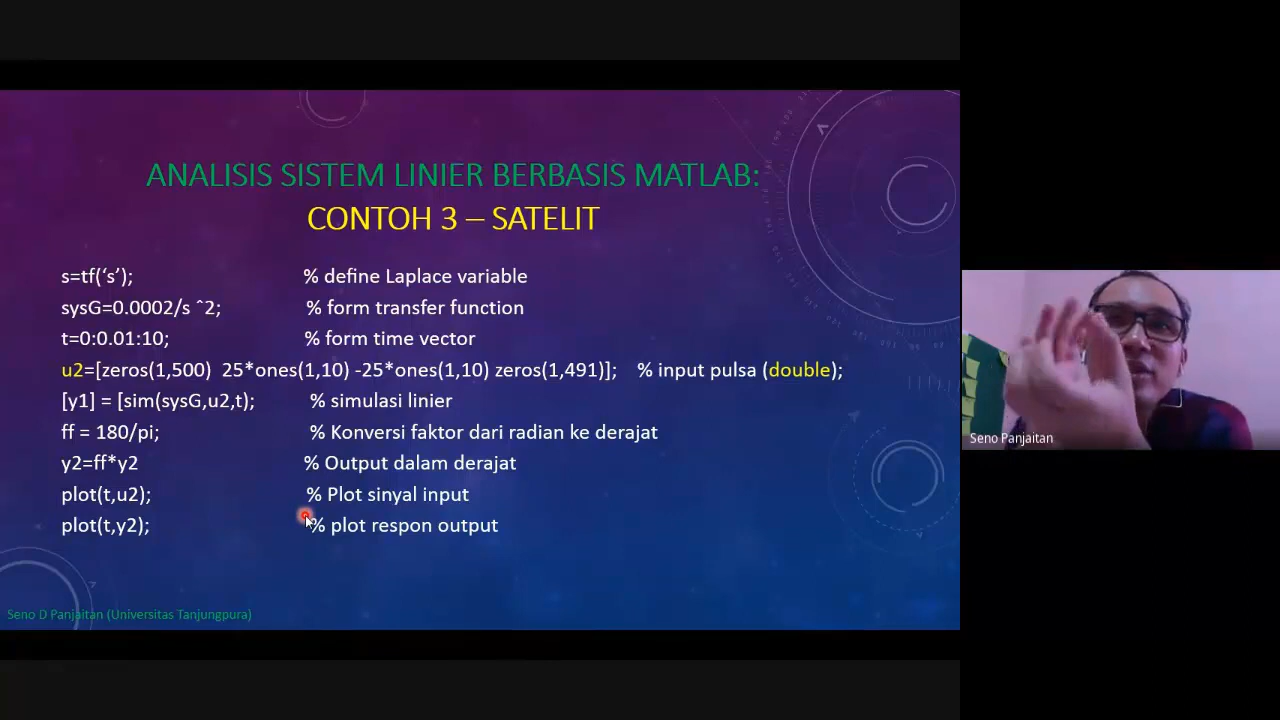 ANALISIS SISTEM LINIER BERBASIS MATLAB:
CONTOH 3 – SATELIT
s=tf(‘s’); % define Laplace variable
sysG=0.0002/s ˆ2; % form transfer function
t=0:0.01:10; % form time vector
u2=[zeros(1,500) 25*ones(1,10) -25*ones(1,10) zeros(1,491)]; % input pulsa (double);
[y1] = [sim(sysG,u2,t); % simulasi linier
ff = 180/pi; % Konversi faktor dari radian ke derajat
y2=ff*y2 % Output dalam derajat
plot(t,u2); % Plot sinyal input
plot(t,y2); % plot respon output
Seno D Panjaitan (Universitas Tanjungpura)
Seno Panjaitan